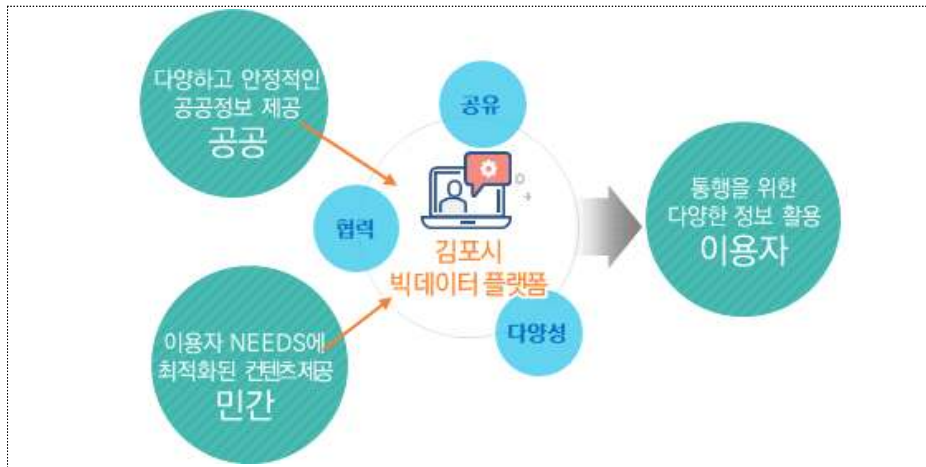 다양하고 안정적인
공공정보 제공
공공
공유
협력
김포시
빅데이터 플랫폼
다양성
이용자 NEEDS에
최적화된 컨텐츠제공
민간
통행을 위한
다양한 정보 활용
이용자